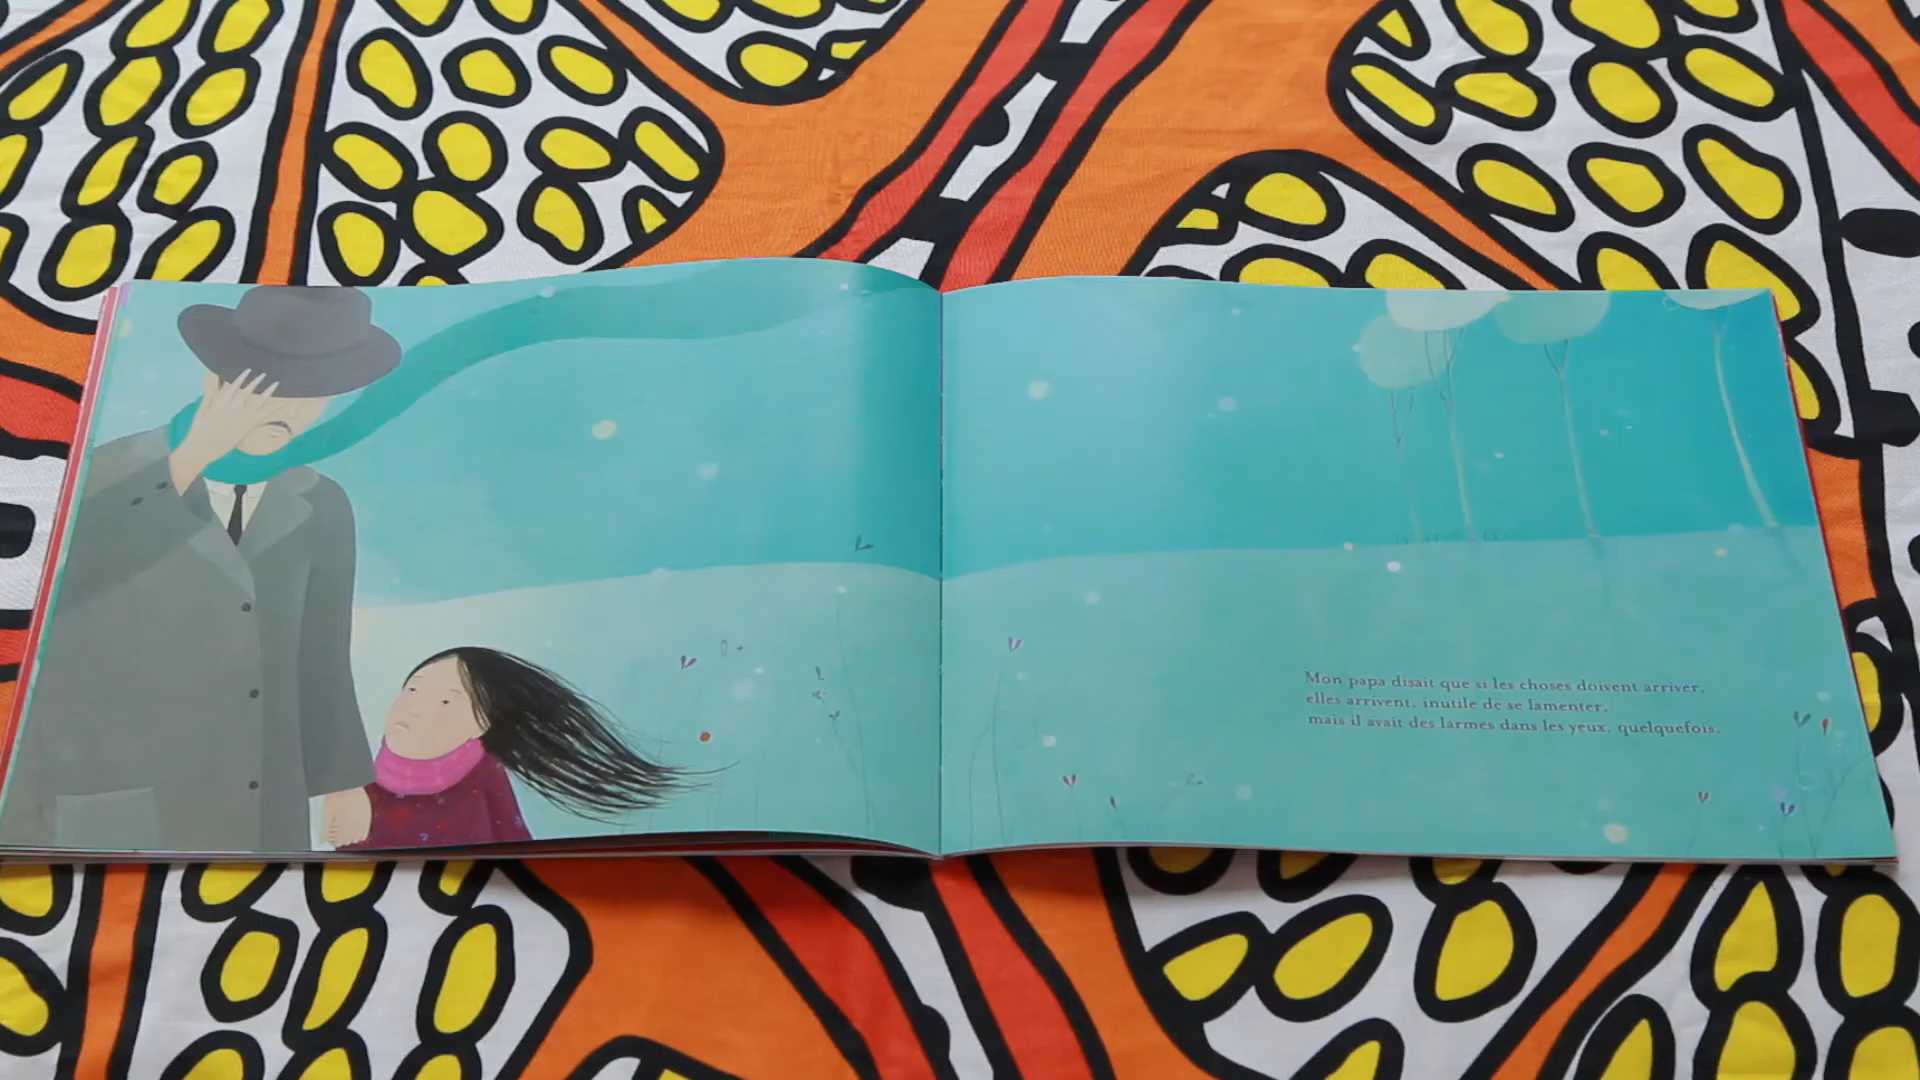 Mon papa disait que si les choses doivent arriver,
elles arrivent, inutile de se lamenter,
mais il avait des larmes dans les yeux, quelquefois.